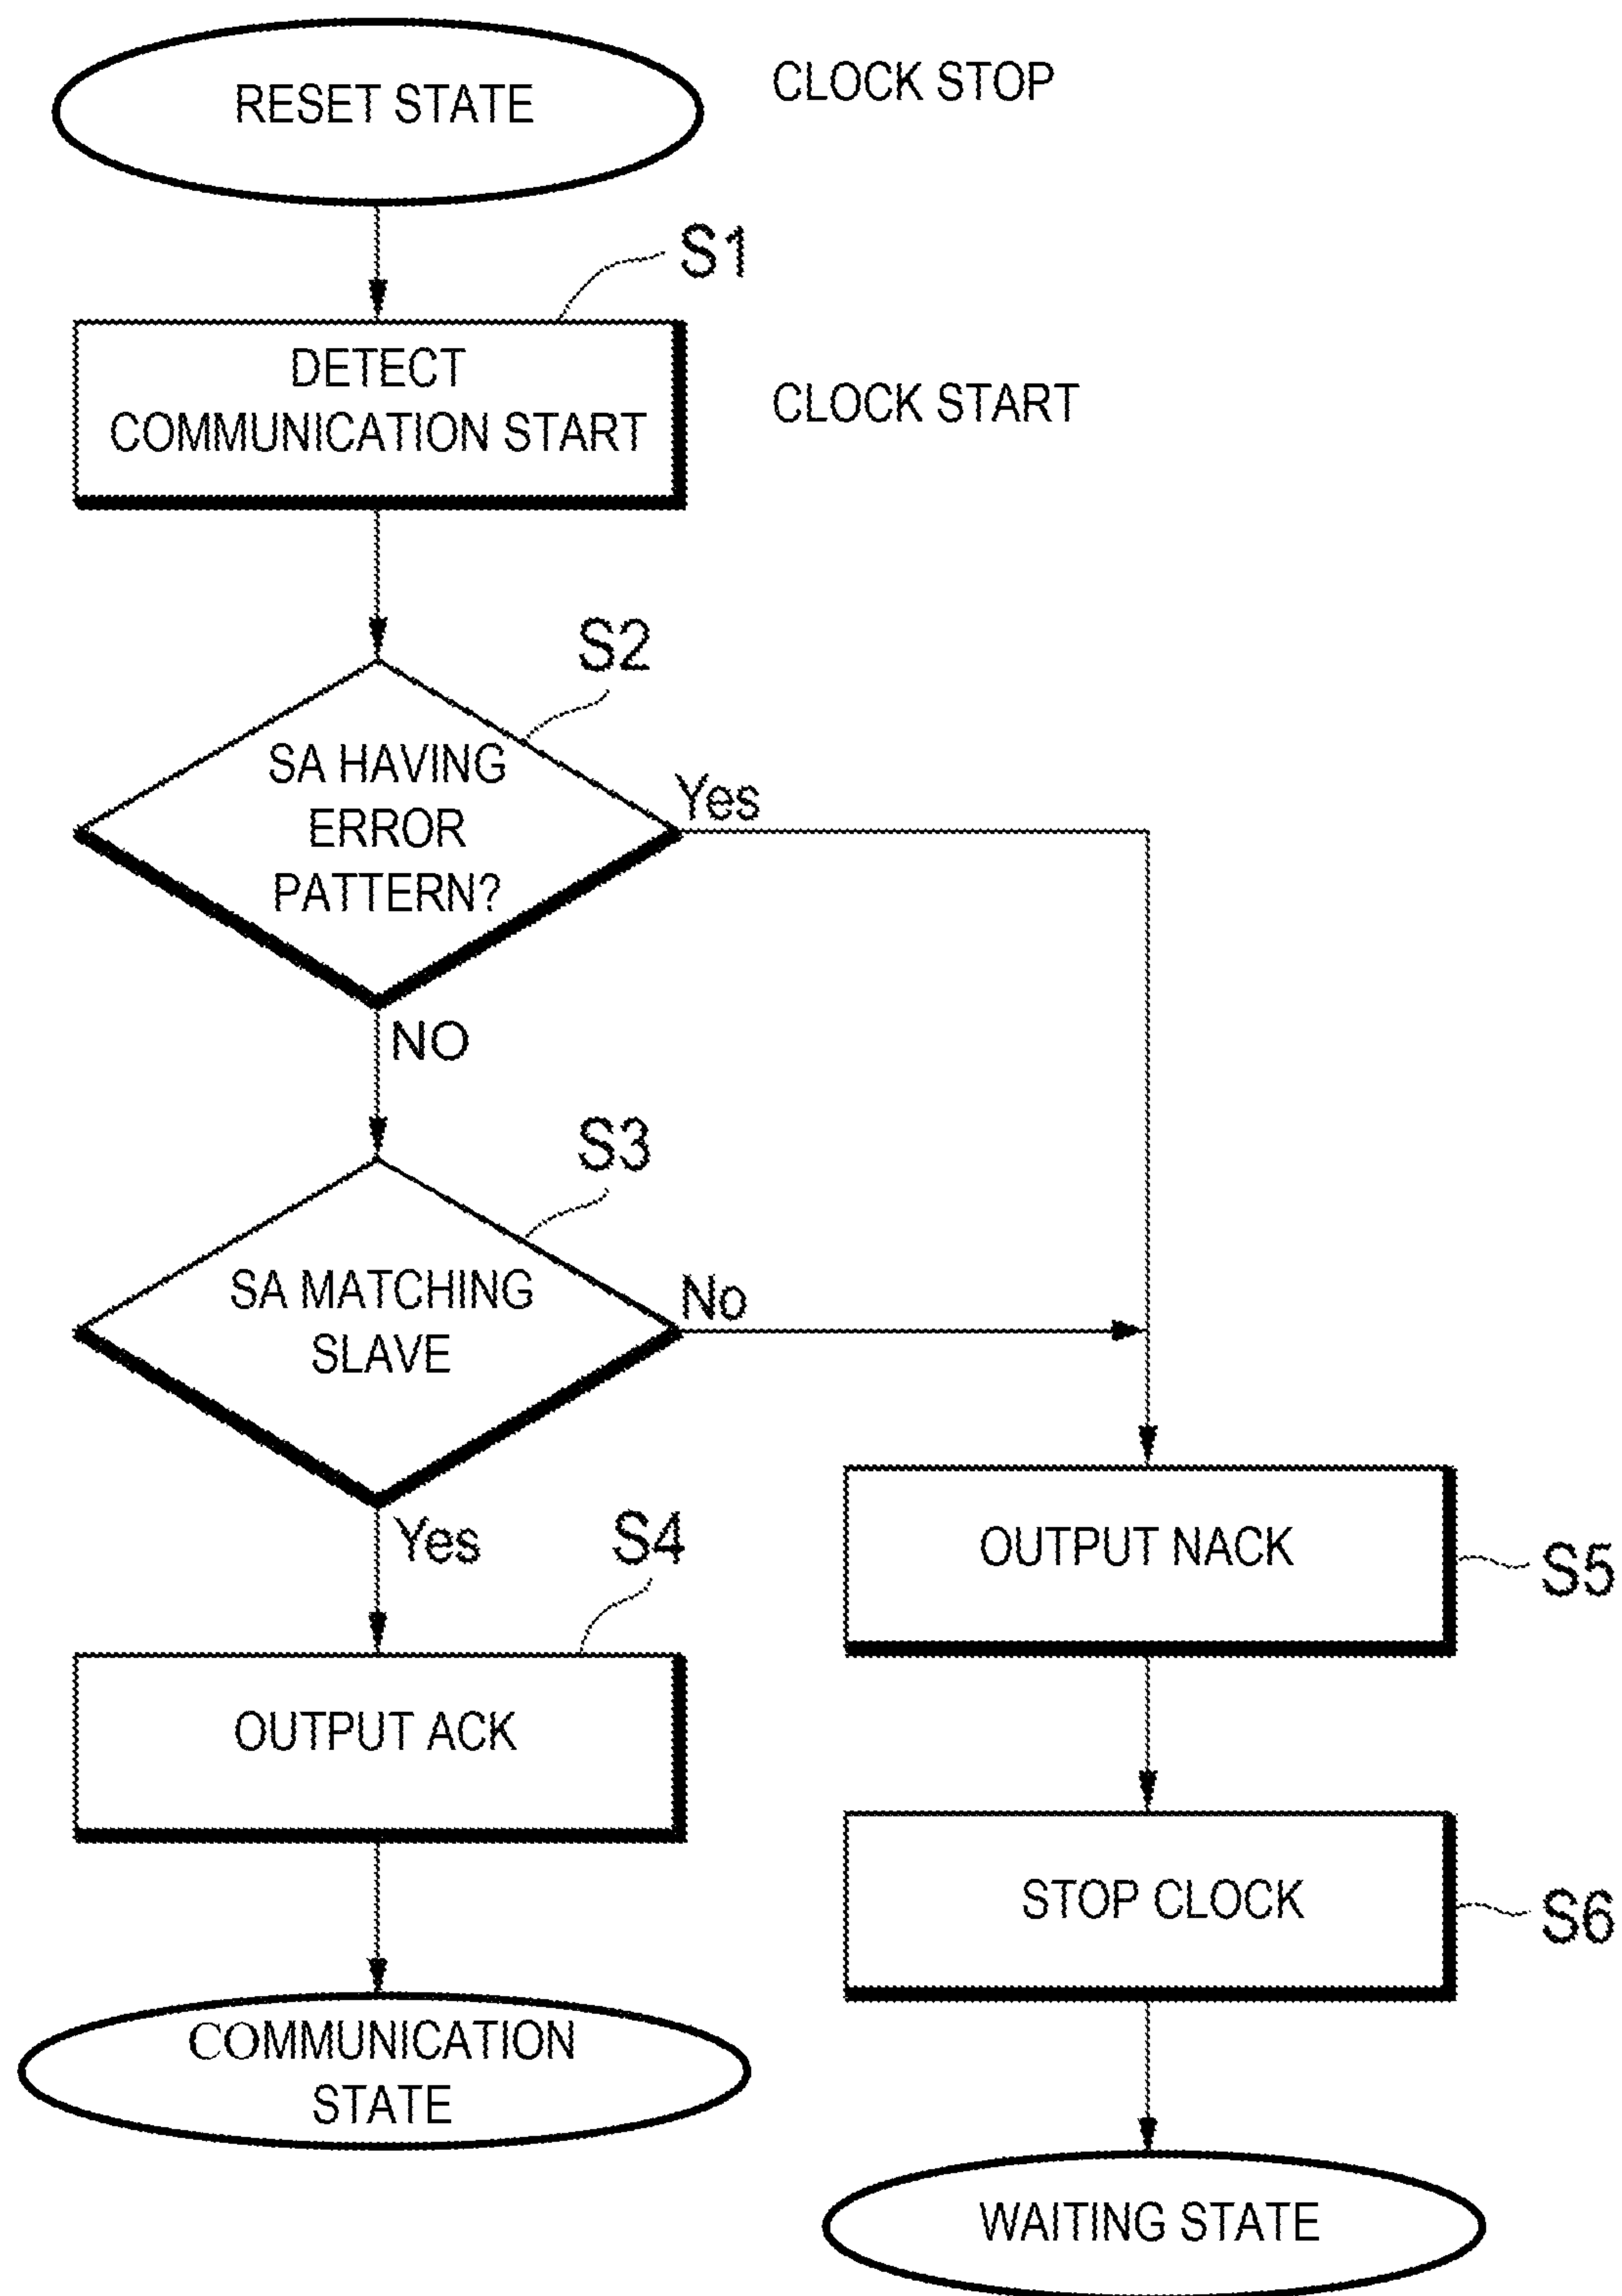 RESET STATE
CLOCK STOP
S1
DETECT
COMMUNICATION START
CLOCK START
S2
SA HAVING
ERROR
PATTERN?
Yes
NO
S3
SA MATCHING
SLAVE
No
Yes
S4
OUTPUT ACK
OUTPUT NACK
S5
STOP CLOCK
S6
COMMUNICATION
STATE
WAITING STATE